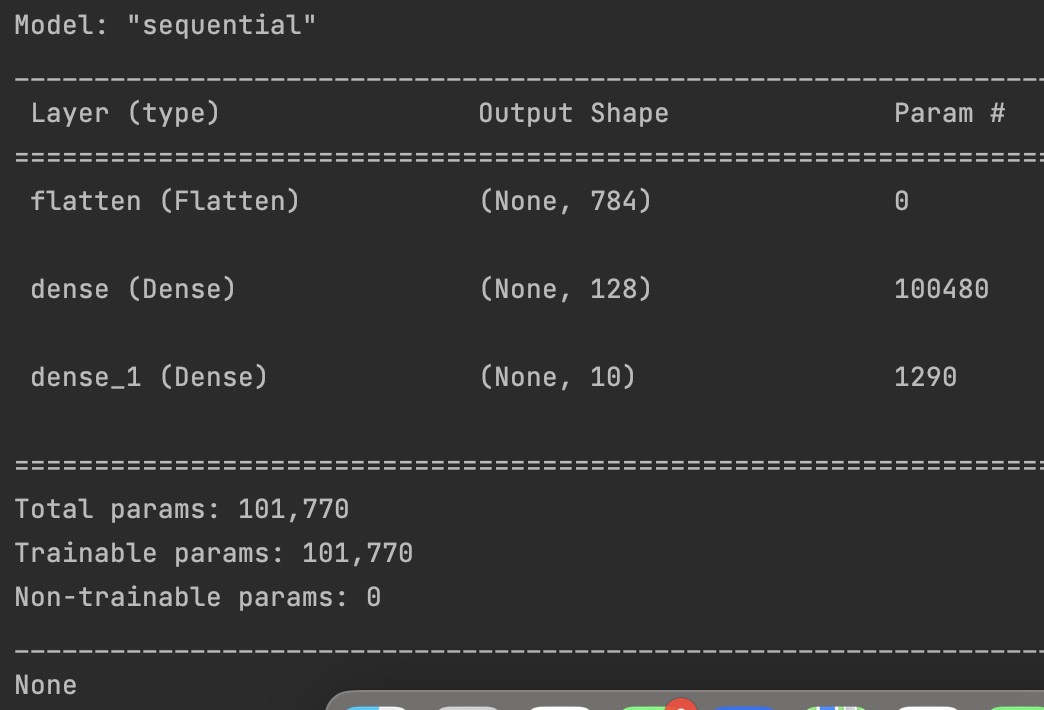 Model: "sequential"
_________________________________________________________________
Layer (type) Output Shape Param #
=================================================================
flatten (Flatten) (None, 784) 0
dense (Dense) (None, 128) 100480
dense_1 (Dense) (None, 10) 1290
=================================================================
Total params: 101,770
Trainable params: 101,770
Non-trainable params: 0
_________________________________________________________________
None